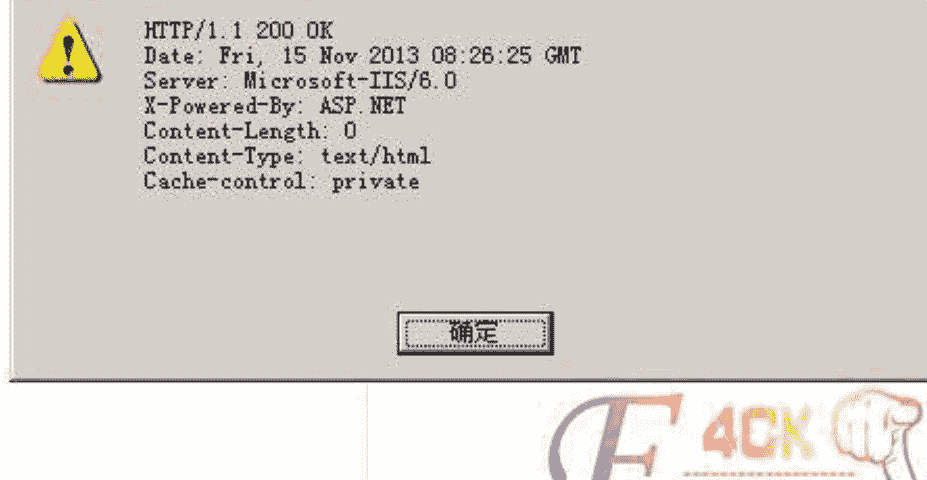 HTTP/1.1 200 OK
Date: Fri, 15 Nov 2013 08:26:25 GMT
Server: Microsoft-IIS/6.0
X-Powered-By: ASP.NET
Content-Length: 0
Content-Type: text/html
Cache-control: private
确定
F4CK